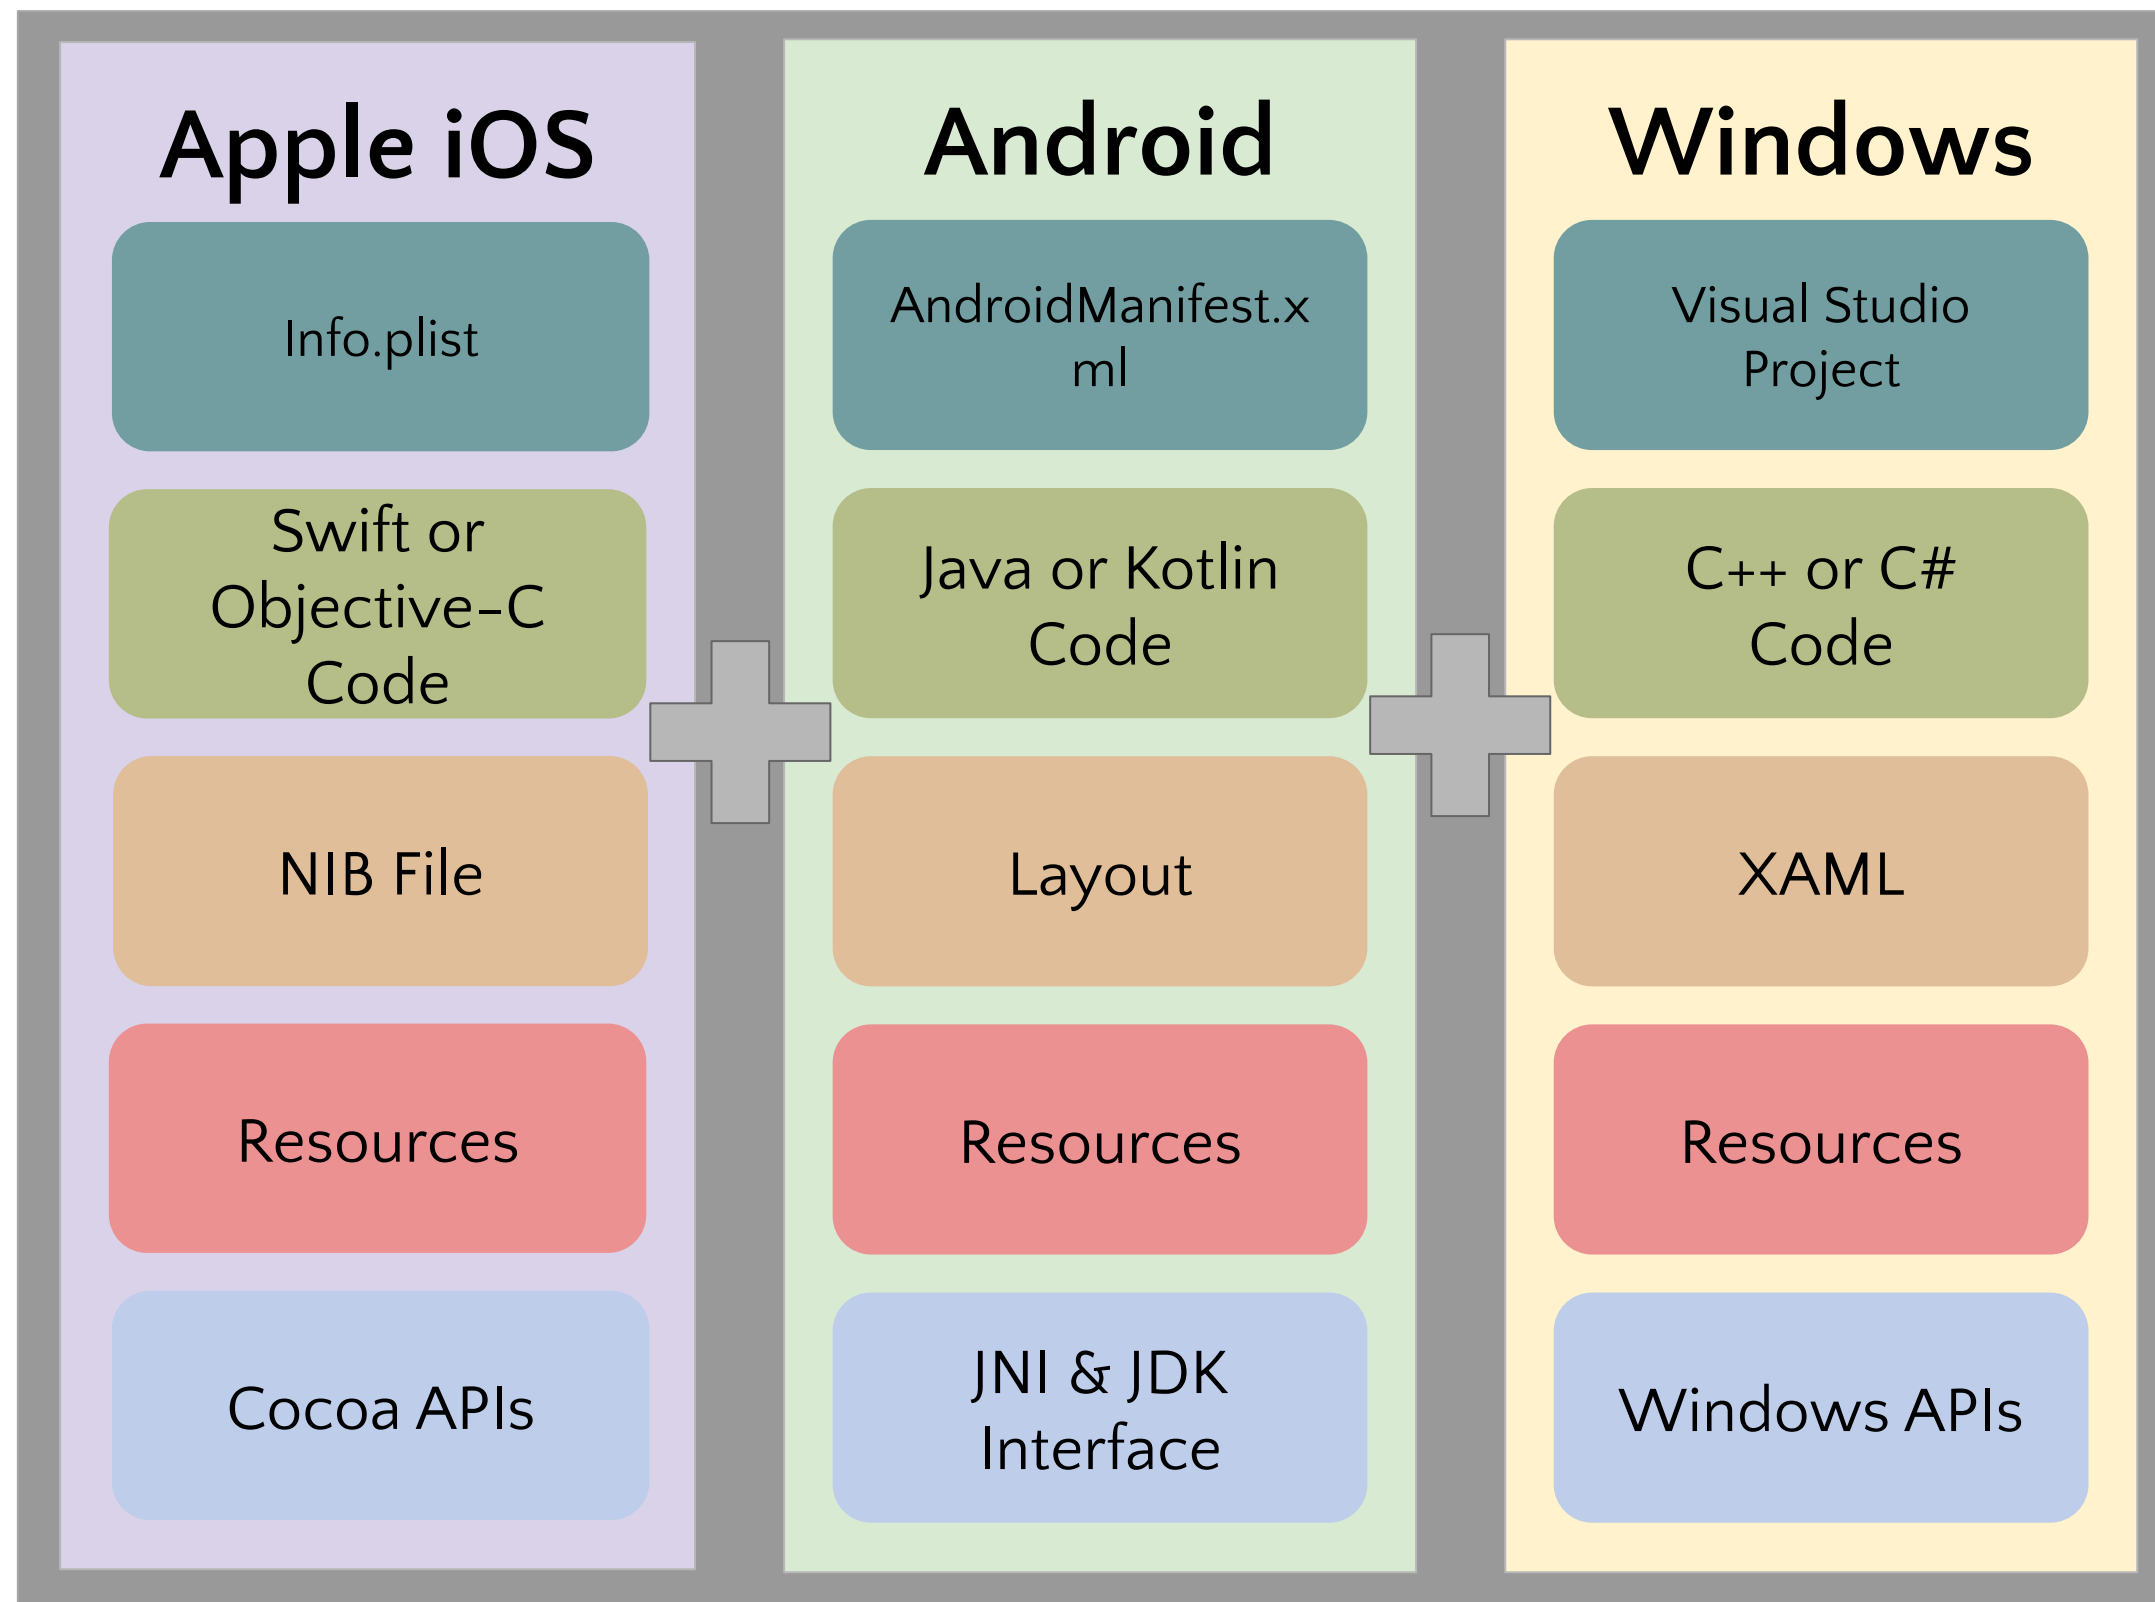 Apple iOS
Info.plist
Swift or
Objective-C
Code
NIB File
Resources
Cocoa APIs
Android
AndroidManifest.x
ml
Java or Kotlin
Code
Layout
Resources
JNI & JDK
Interface
Windows
Visual Studio
Project
C++ or C#
Code
XAML
Resources
Windows APIs